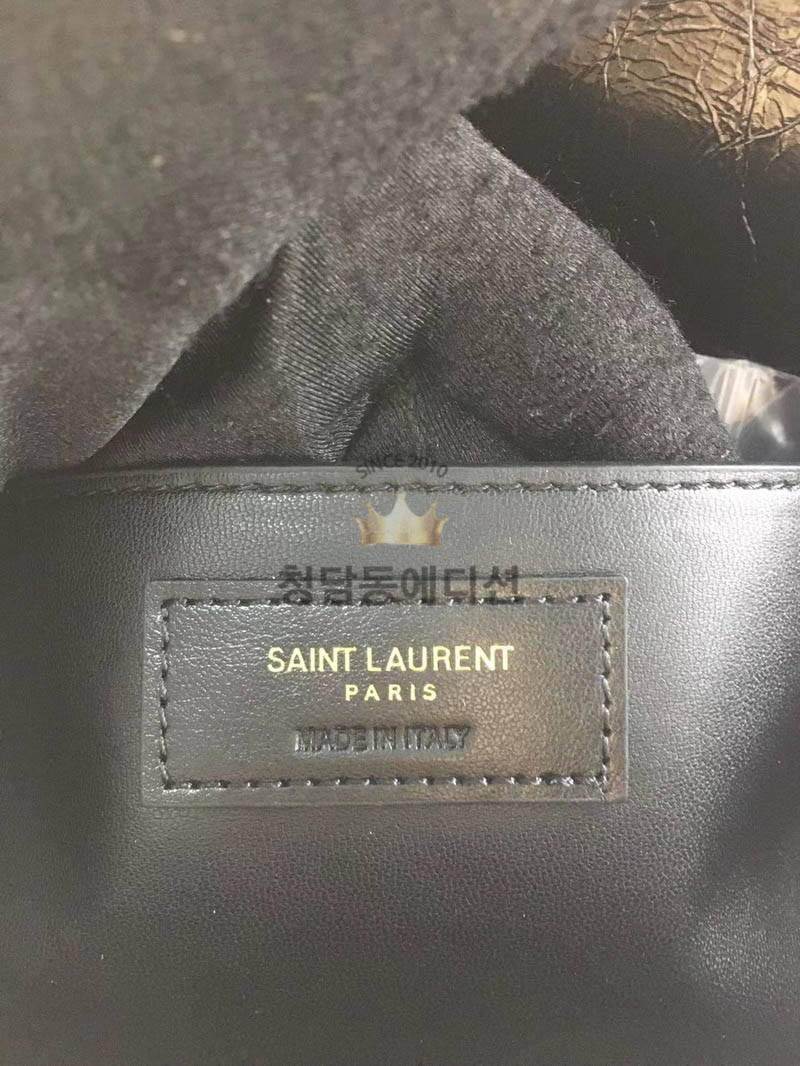 SINCE 2010
청담동에디션
SAINT LAURENT
PARIS
MADE IN ITALY